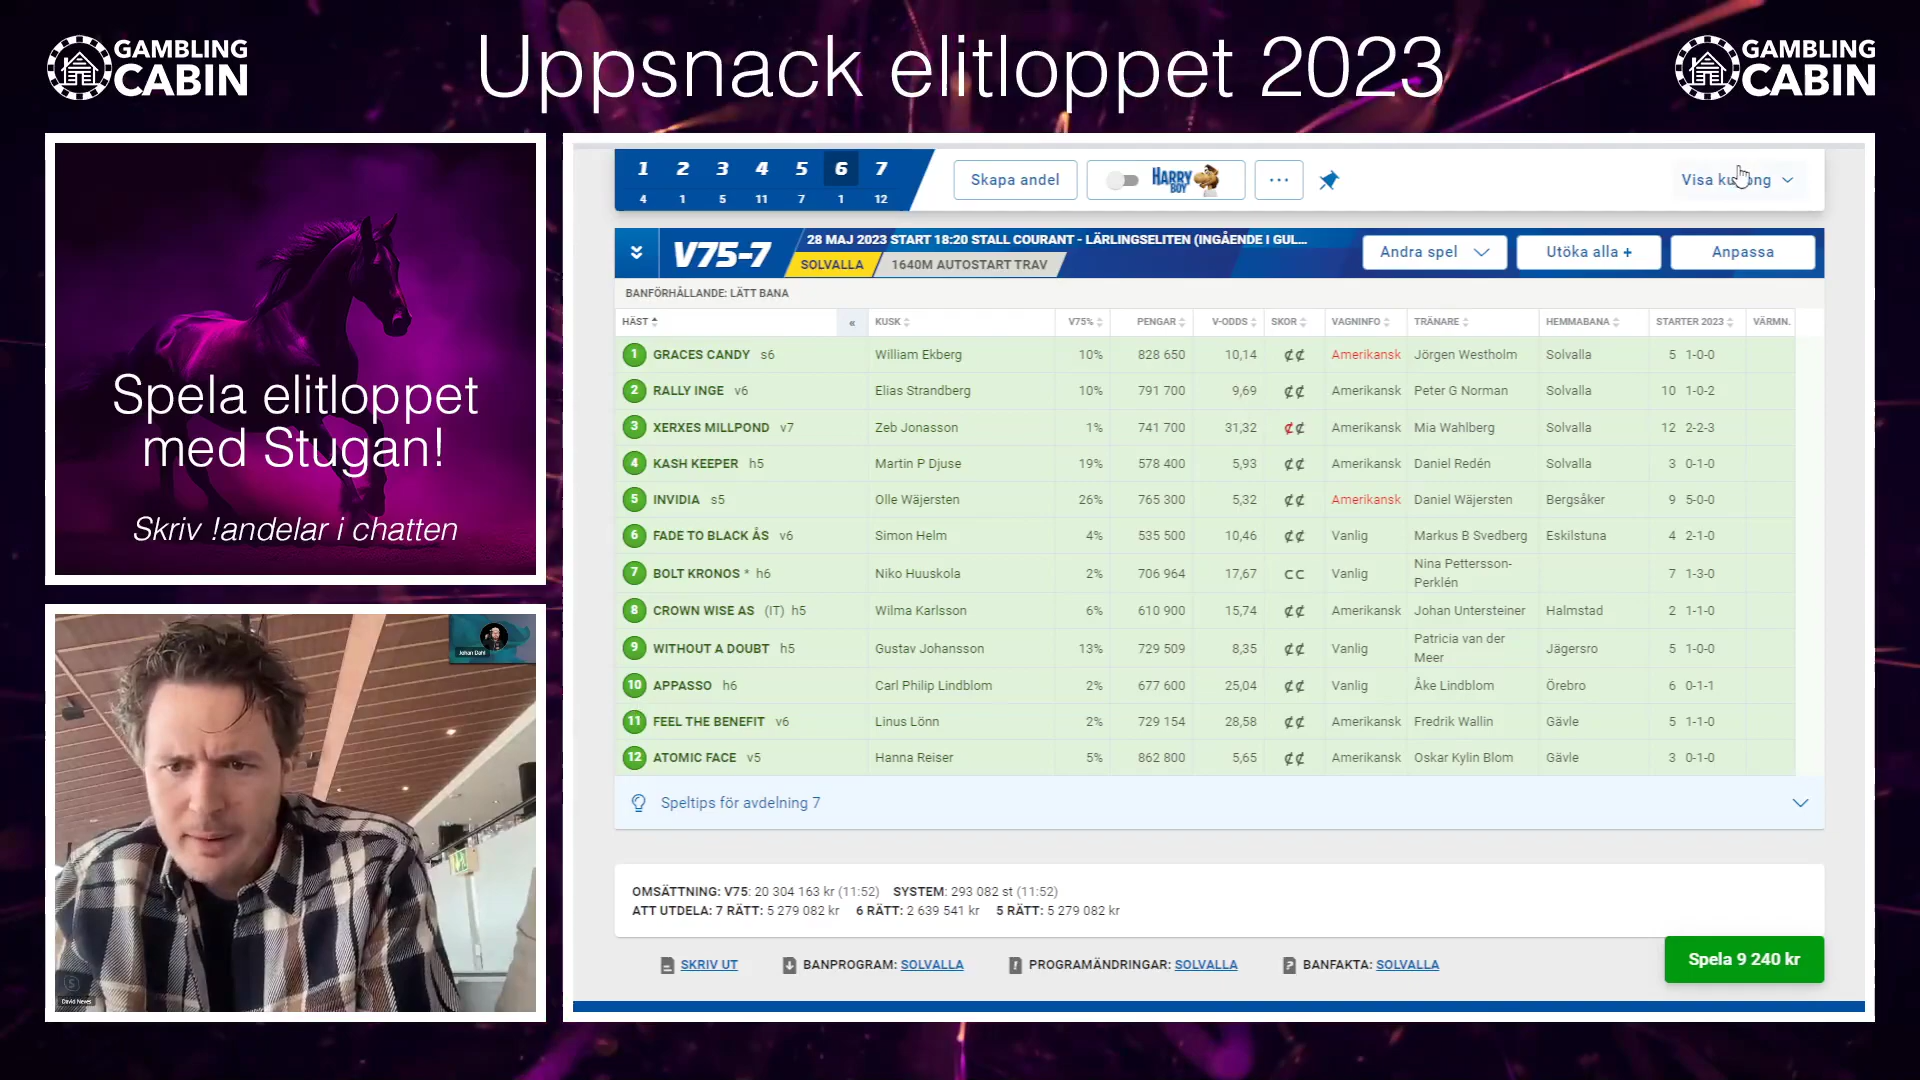 GAMBLING
CABIN
Uppsnack elitloppet 2023
GAMBLING
CABIN
Spela elitloppet
med Stugan!
Skriv !andelar i chatten
Johan Dahl
David Neves
1 2 3 4 5 6 7
4 1 5 11 7 1 12
Skapa andel
HARRY
BOY
...
V75-7
28 MAJ 2023 START 18:20 STALL COURANT - LÄRLINGSELITEN (INGÅENDE I GUL...
SOLVALLA 1640M AUTOSTART TRAV
Andra spel Utöka alla + Anpassa
BANFÖRHÅLLANDE: LÄTT BANA
HÄST « KUSK V75% PENGAR V-ODDS SKOR VAGNINFO TRÄNARE HEMMABANA STARTER 2023 VÄRMN.
1 GRACES CANDY s6 William Ekberg 10% 828 650 10,14 ȼȼ Amerikansk Jörgen Westholm Solvalla 5 1-0-0
2 RALLY INGE v6 Elias Strandberg 10% 791 700 9,69 ȼȼ Amerikansk Peter G Norman Solvalla 10 1-0-2
3 XERXES MILLPOND v7 Zeb Jonasson 1% 741 700 31,32 ȼȼ Amerikansk Mia Wahlberg Solvalla 12 2-2-3
4 KASH KEEPER h5 Martin P Djuse 19% 578 400 5,93 ȼȼ Amerikansk Daniel Redén Solvalla 3 0-1-0
5 INVIDIA s5 Olle Wäjersten 26% 765 300 5,32 ȼȼ Amerikansk Daniel Wäjersten Bergsåker 9 5-0-0
6 FADE TO BLACK ÅS v6 Simon Helm 4% 535 500 10,46 ȼȼ Vanlig Markus B Svedberg Eskilstuna 4 2-1-0
7 BOLT KRONOS * h6 Niko Huuskola 2% 706 964 17,67 CC Vanlig Nina Pettersson-
Perklén 7 1-3-0
8 CROWN WISE AS (IT) h5 Wilma Karlsson 6% 610 900 15,74 ȼȼ Amerikansk Johan Untersteiner Halmstad 2 1-1-0
9 WITHOUT A DOUBT h5 Gustav Johansson 13% 729 509 8,35 ȼȼ Vanlig Patricia van der
Meer Jägersro 5 1-0-0
10 APPASSO h6 Carl Philip Lindblom 2% 677 600 25,04 ȼȼ Vanlig Åke Lindblom Örebro 6 0-1-1
11 FEEL THE BENEFIT v6 Linus Lönn 2% 729 154 28,58 ȼȼ Amerikansk Fredrik Wallin Gävle 5 1-1-0
12 ATOMIC FACE v5 Hanna Reiser 5% 862 800 5,65 ȼȼ Amerikansk Oskar Kylin Blom Gävle 3 0-1-0
Speltips för avdelning 7
OMSÄTTNING: V75: 20 304 163 kr (11:52) SYSTEM: 293 082 st (11:52)
ATT UTDELA: 7 RÄTT: 5 279 082 kr 6 RÄTT: 2 639 541 kr 5 RÄTT: 5 279 082 kr
SKRIV UT BANPROGRAM: SOLVALLA PROGRAMÄNDRINGAR: SOLVALLA BANFAKTA: SOLVALLA
Spela 9 240 kr